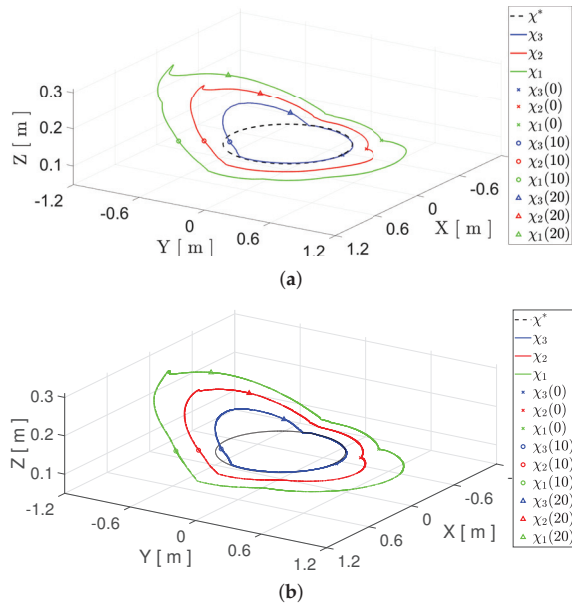 χ*
χ₃
χ₂
χ₁
χ₃(0)
χ₂(0)
χ₁(0)
χ₃(10)
χ₂(10)
χ₁(10)
χ₃(20)
χ₂(20)
χ₁(20)
0.3
0.2
0.1
Z [ m ]
-1.2
-0.6
0
0.6
1.2
Y [ m ]
1.2
0.6
0
-0.6
X [ m ]
(a)
χ*
χ₃
χ₂
χ₁
χ₃(0)
χ₂(0)
χ₁(0)
χ₃(10)
χ₂(10)
χ₁(10)
χ₃(20)
χ₂(20)
χ₁(20)
0.3
0.2
0.1
Z [ m ]
-1.2
-0.6
0
0.6
1.2
Y [ m ]
1.2
0.6
0
-0.6
X [ m ]
(b)